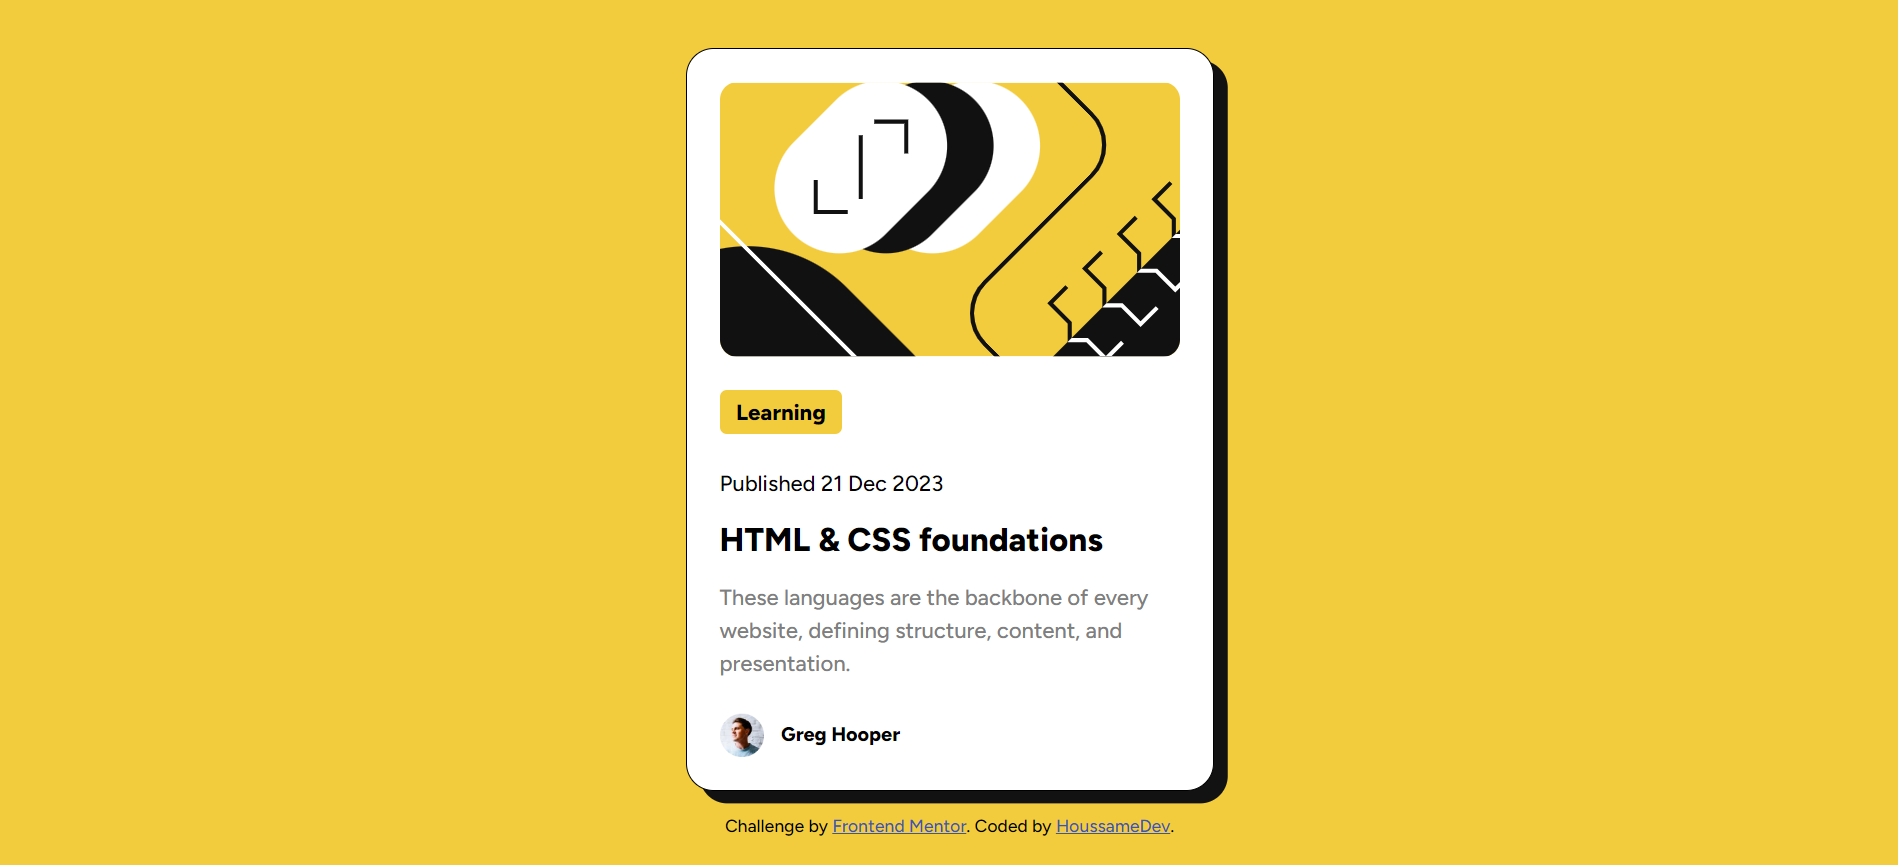 Learning
Published 21 Dec 2023
HTML & CSS foundations
These languages are the backbone of every
website, defining structure, content, and
presentation.
Greg Hooper
Challenge by Frontend Mentor. Coded by HoussameDev.